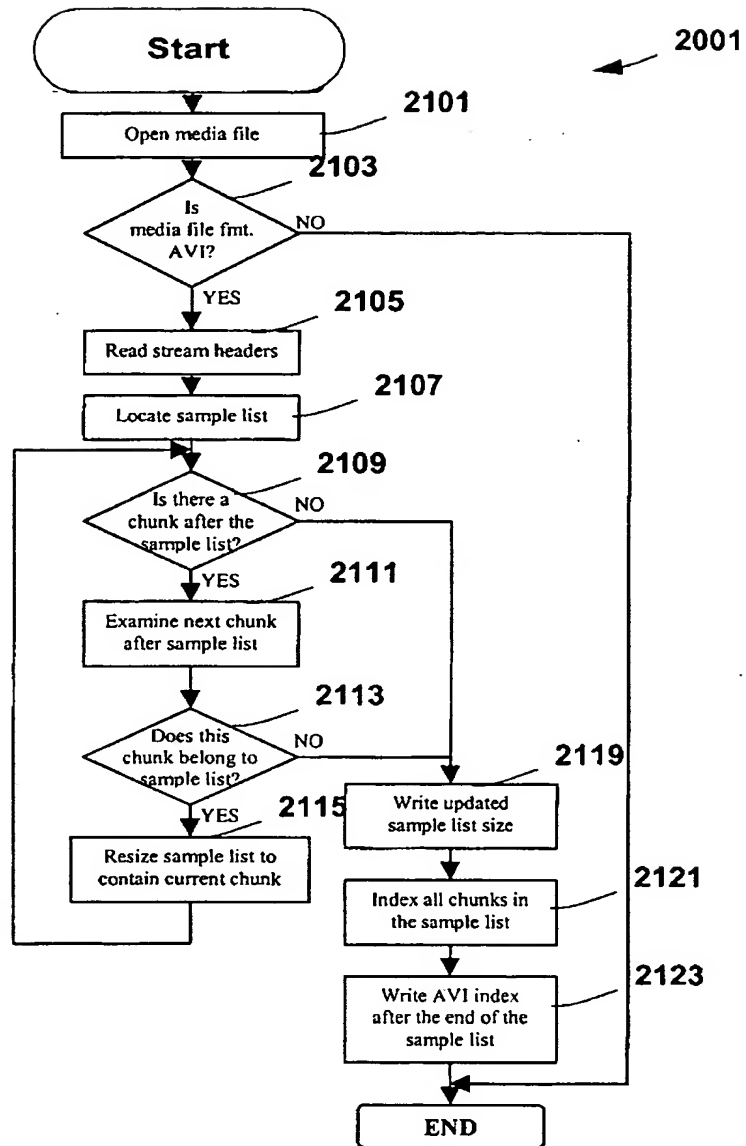 Start
2001
2101
Open media file
2103
Is
media file fmt.
AVI?
NO
YES
2105
Read stream headers
2107
Locate sample list
2109
Is there a
chunk after the
sample list?
NO
YES
2111
Examine next chunk
after sample list
2113
Does this
chunk belong to
sample list?
NO
YES
2115
Resize sample list to
contain current chunk
2119
Write updated
sample list size
2121
Index all chunks in
the sample list
2123
Write AVI index
after the end of the
sample list
END